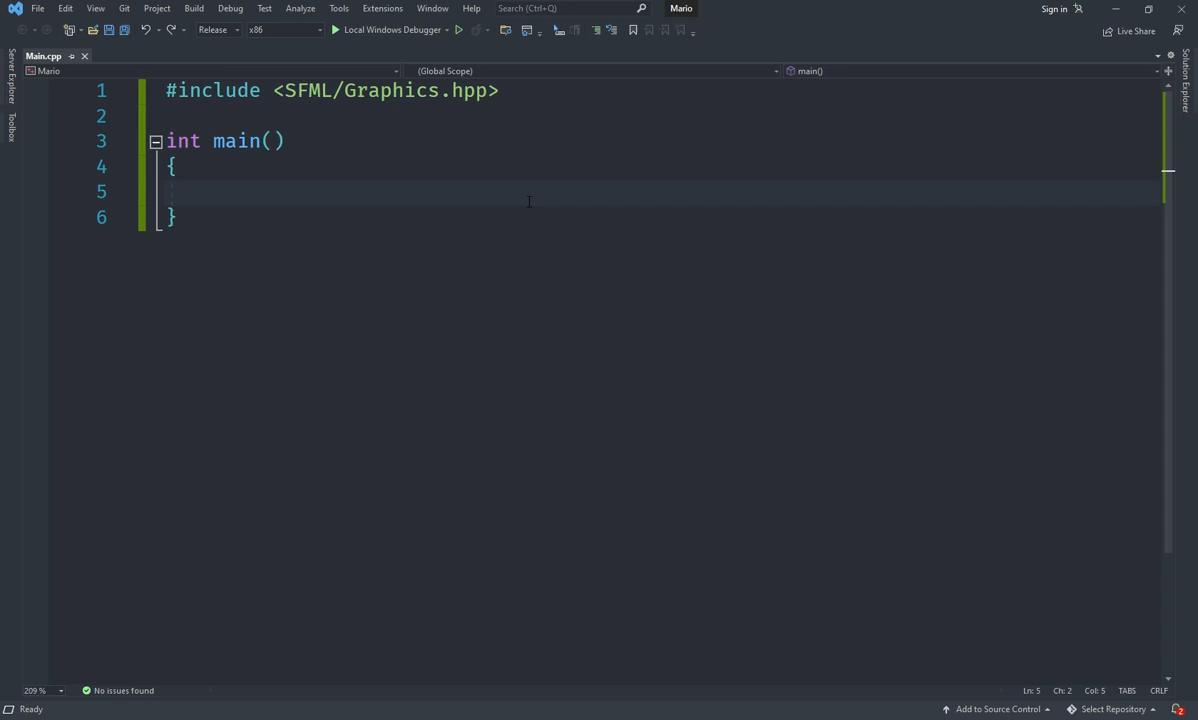 File Edit View Git Project Build Debug Test Analyze Tools Extensions Window Help Search (Ctrl+Q) Mario Sign in
Release x86 Local Windows Debugger Live Share
Main.cpp
Mario (Global Scope) main()
Server Explorer
Toolbox
Solution Explorer
1 #include <SFML/Graphics.hpp>
2
3 int main()
4 {
5
6 }
209 % No issues found Ln: 5 Ch: 2 Col: 5 TABS CRLF
Ready Add to Source Control Select Repository 2